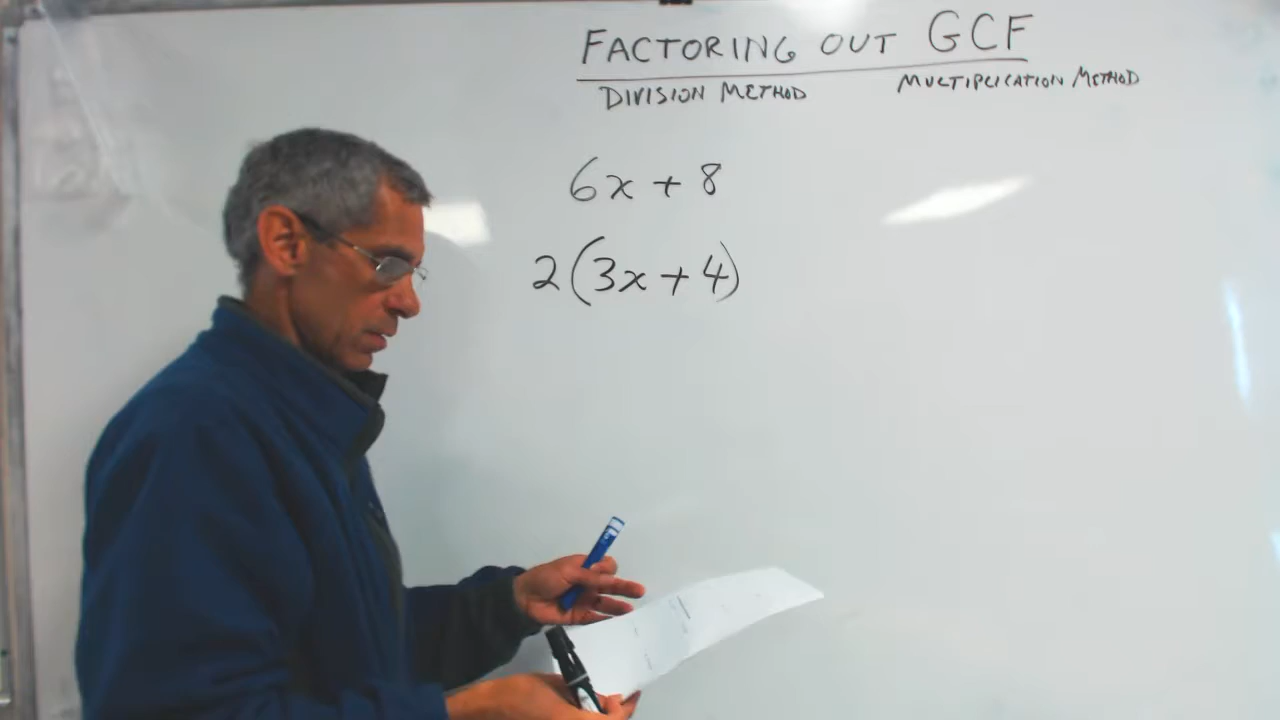 FACTORING OUT GCF
DIVISION METHOD MULTIPLICATION METHOD
6x + 8
2(3x + 4)